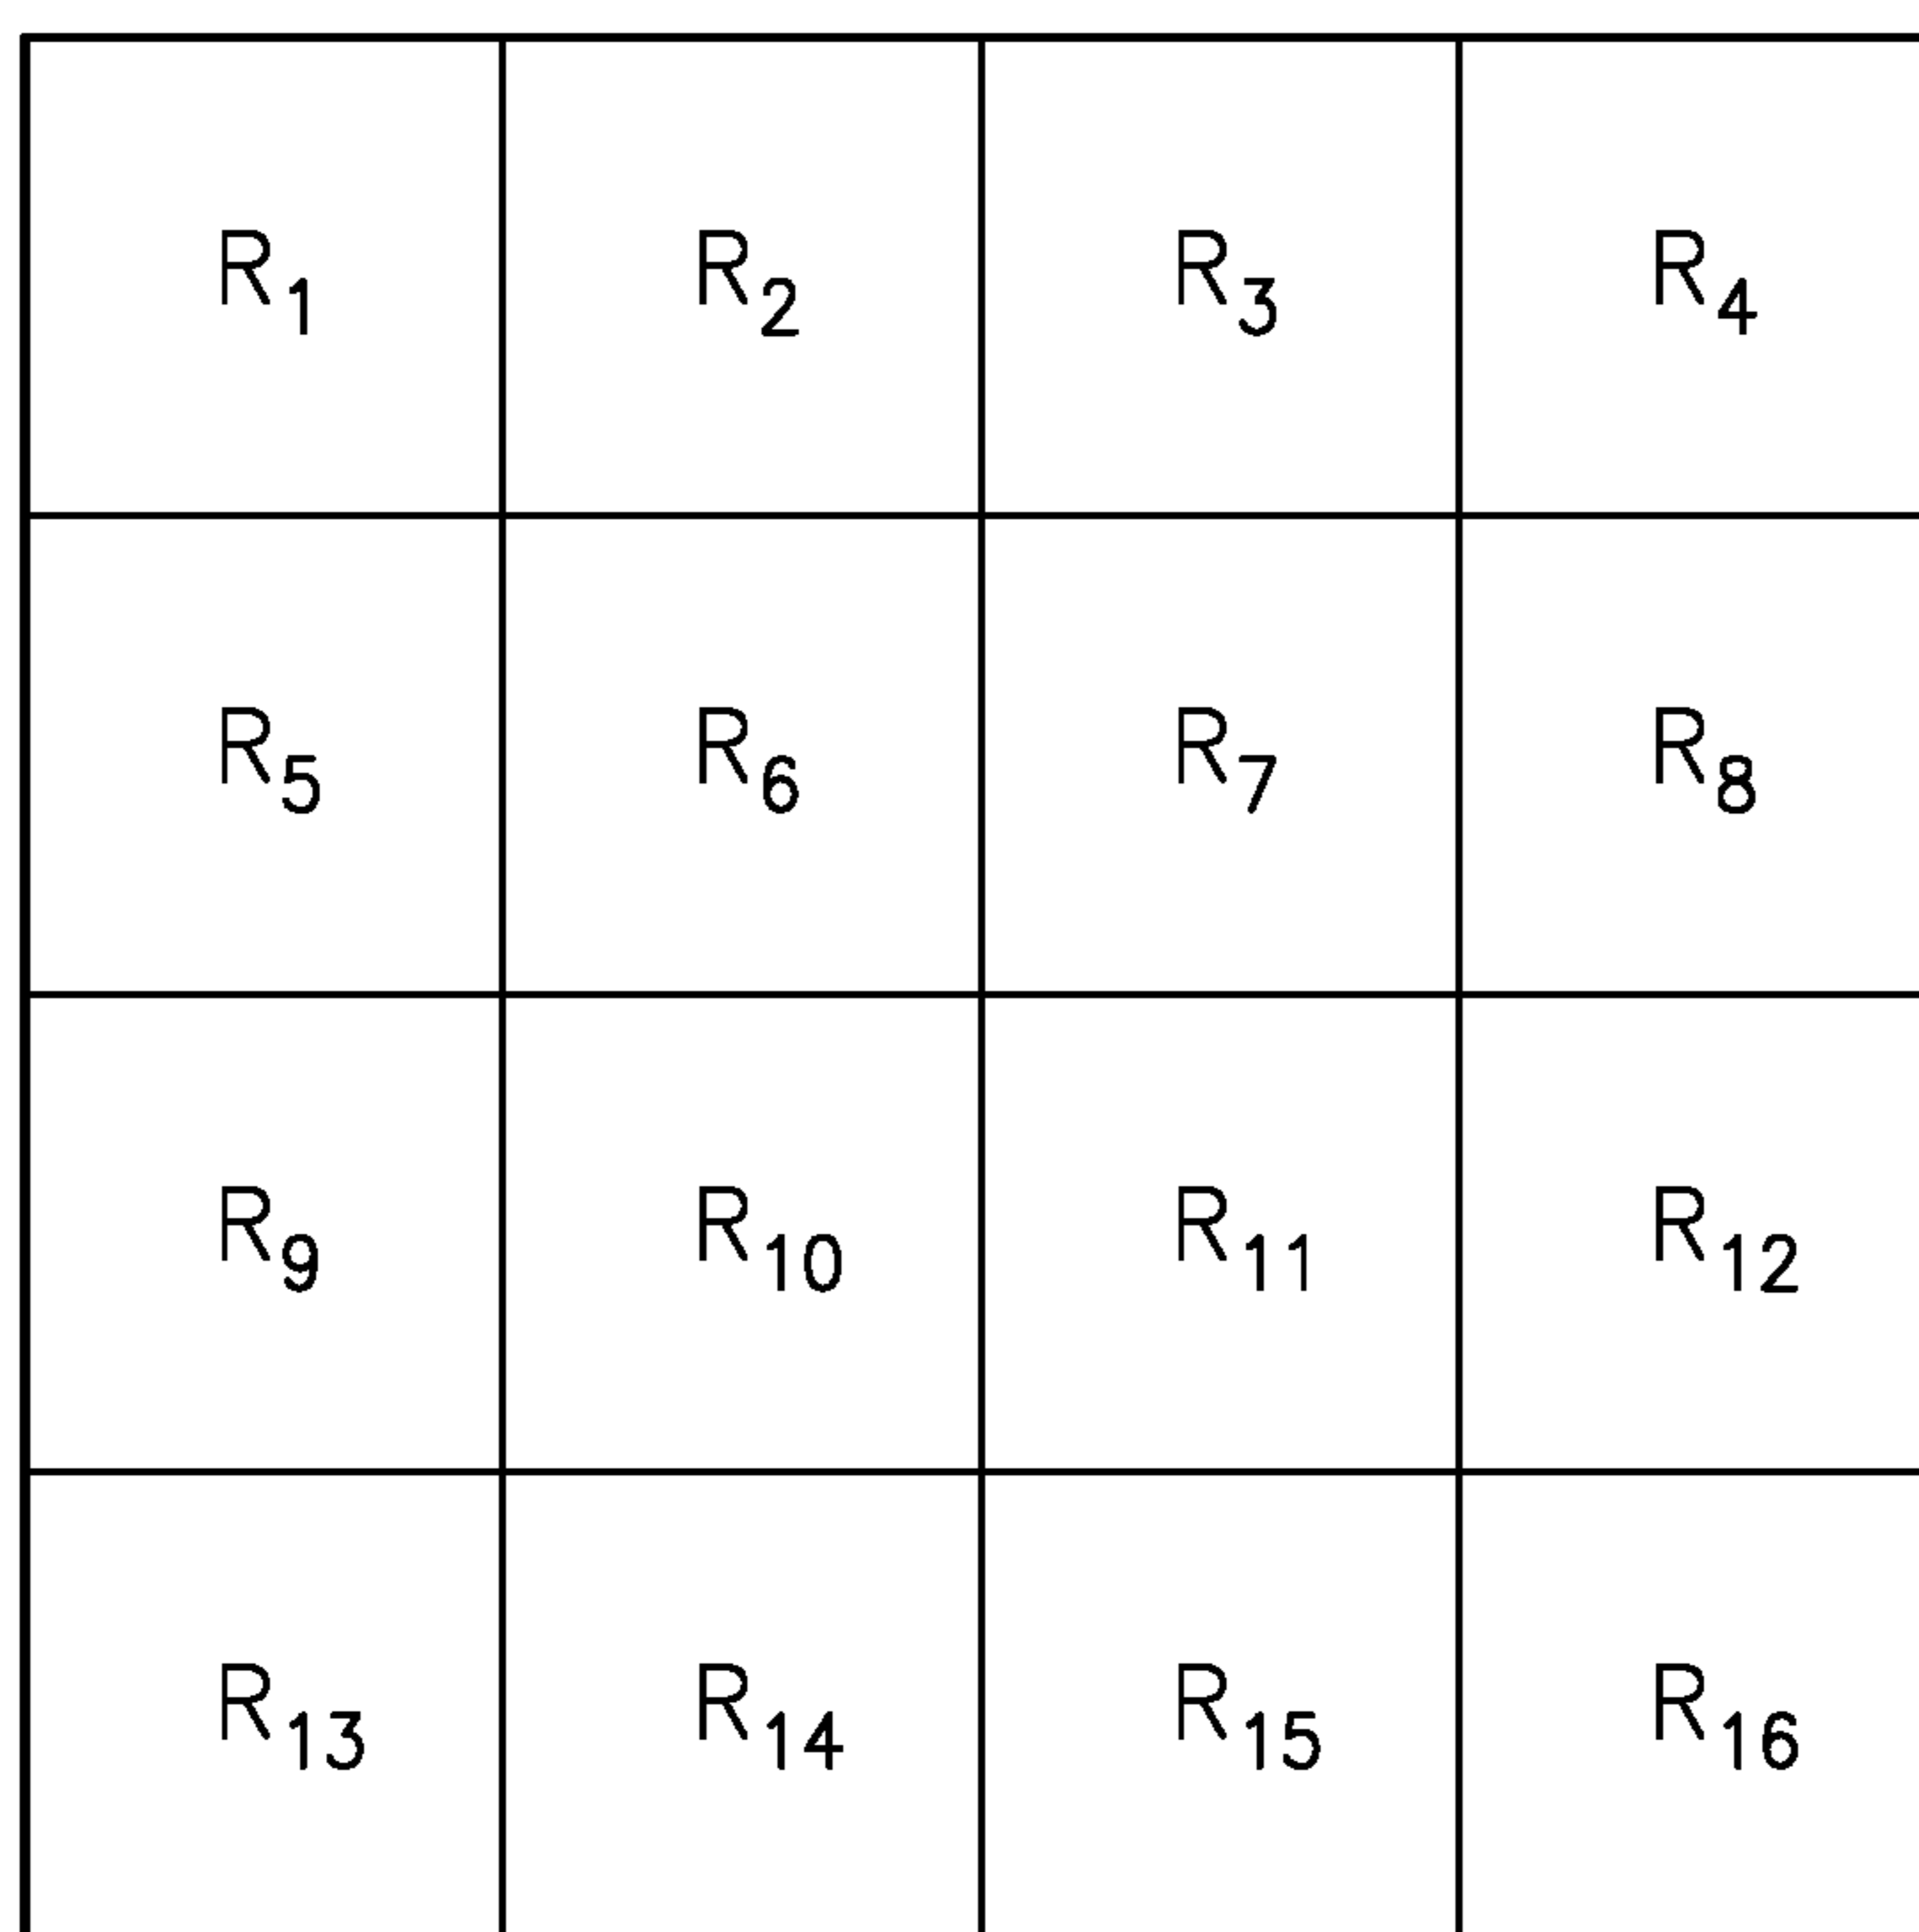 R₁ R₂ R₃ R₄
R₅ R₆ R₇ R₈
R₉ R₁₀ R₁₁ R₁₂
R₁₃ R₁₄ R₁₅ R₁₆